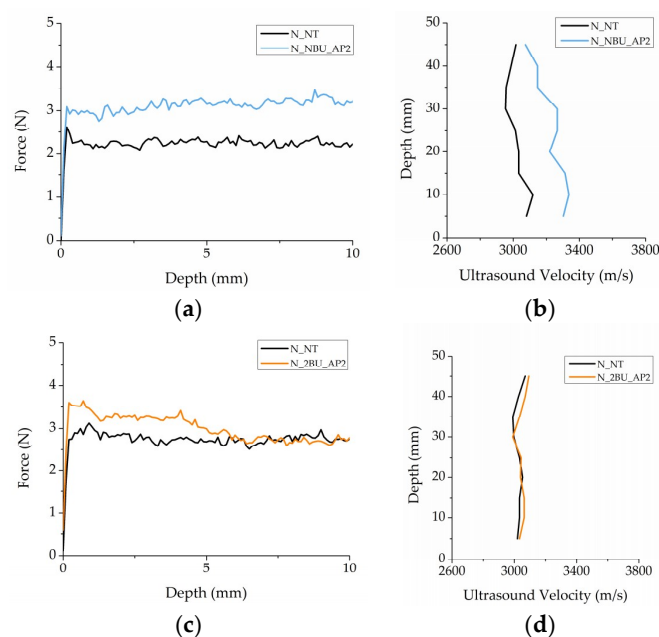 5
4
3
2
1
0
Force (N)
0
5
10
Depth (mm)
N_NT
N_NBU_AP2
(a)
50
40
30
20
10
0
Depth (mm)
2600
3000
3400
3800
Ultrasound Velocity (m/s)
N_NT
N_NBU_AP2
(b)
5
4
3
2
1
0
Force (N)
0
5
10
Depth (mm)
N_NT
N_2BU_AP2
(c)
50
40
30
20
10
0
Depth (mm)
2600
3000
3400
3800
Ultrasound Velocity (m/s)
N_NT
N_2BU_AP2
(d)